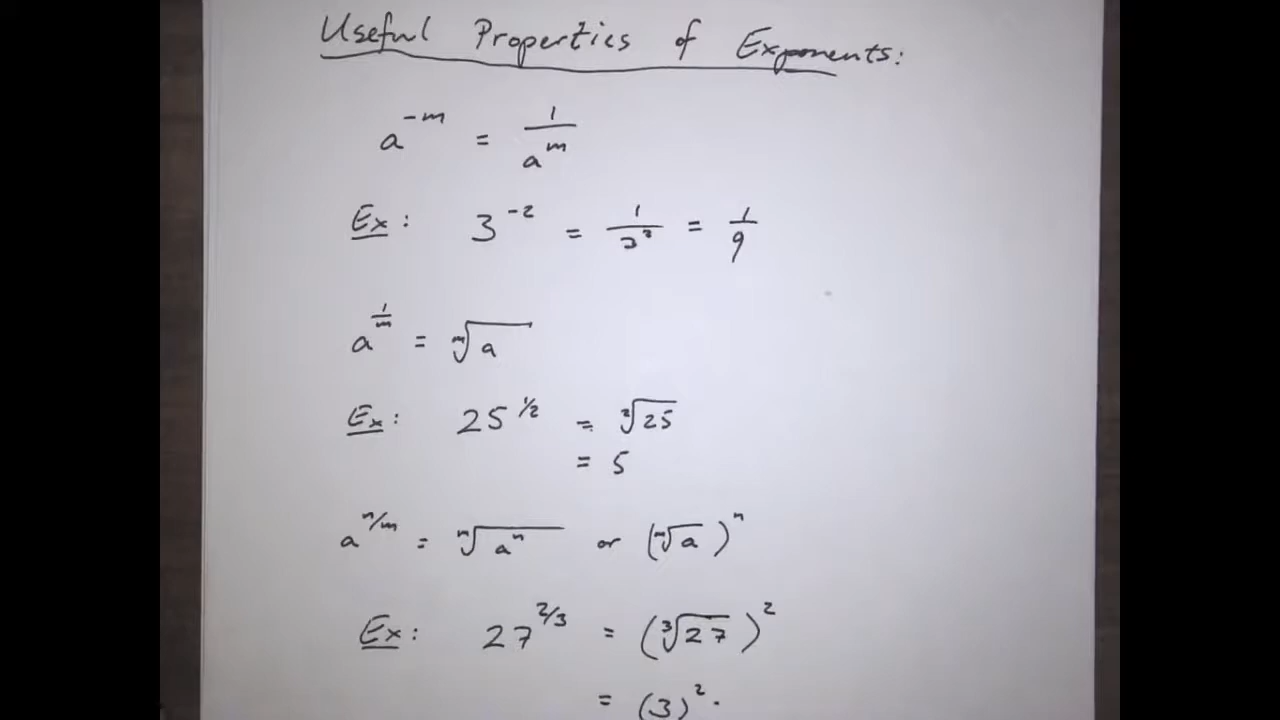 Useful Properties of Exponents:
a^{-m} = 1/a^m
Ex: 3^{-2} = 1/3^2 = 1/9
a^{1/m} = ᵐ√a
Ex: 25^{1/2} = ²√25
= 5
a^{n/m} = ᵐ√(a^n) or (ᵐ√a)^n
Ex: 27^{2/3} = (³√27)^2
= (3)^2.